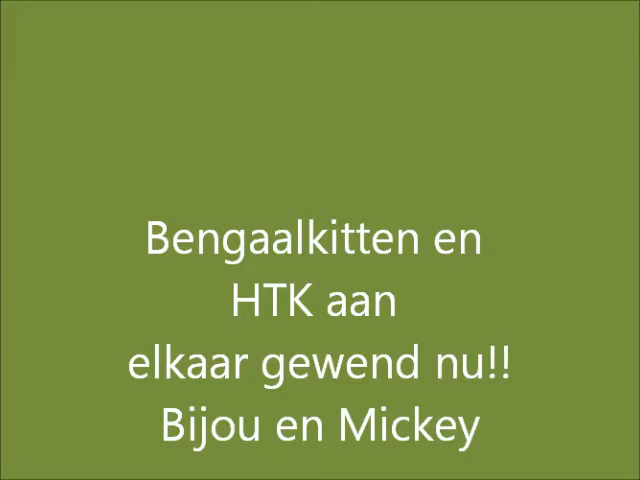 Bengaalkitten en
HTK aan
elkaar gewend nu!!
Bijou en Mickey